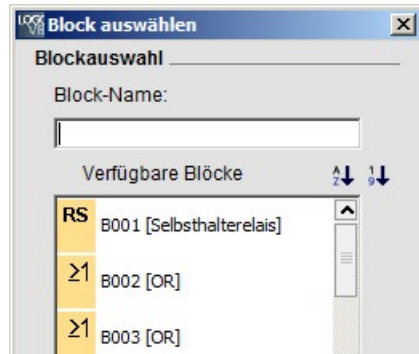 Block auswählen
Blockauswahl
Block-Name:
Verfügbare Blöcke
RS B001 [Selbsthalterelais]
≥1 B002 [OR]
≥1 B003 [OR]